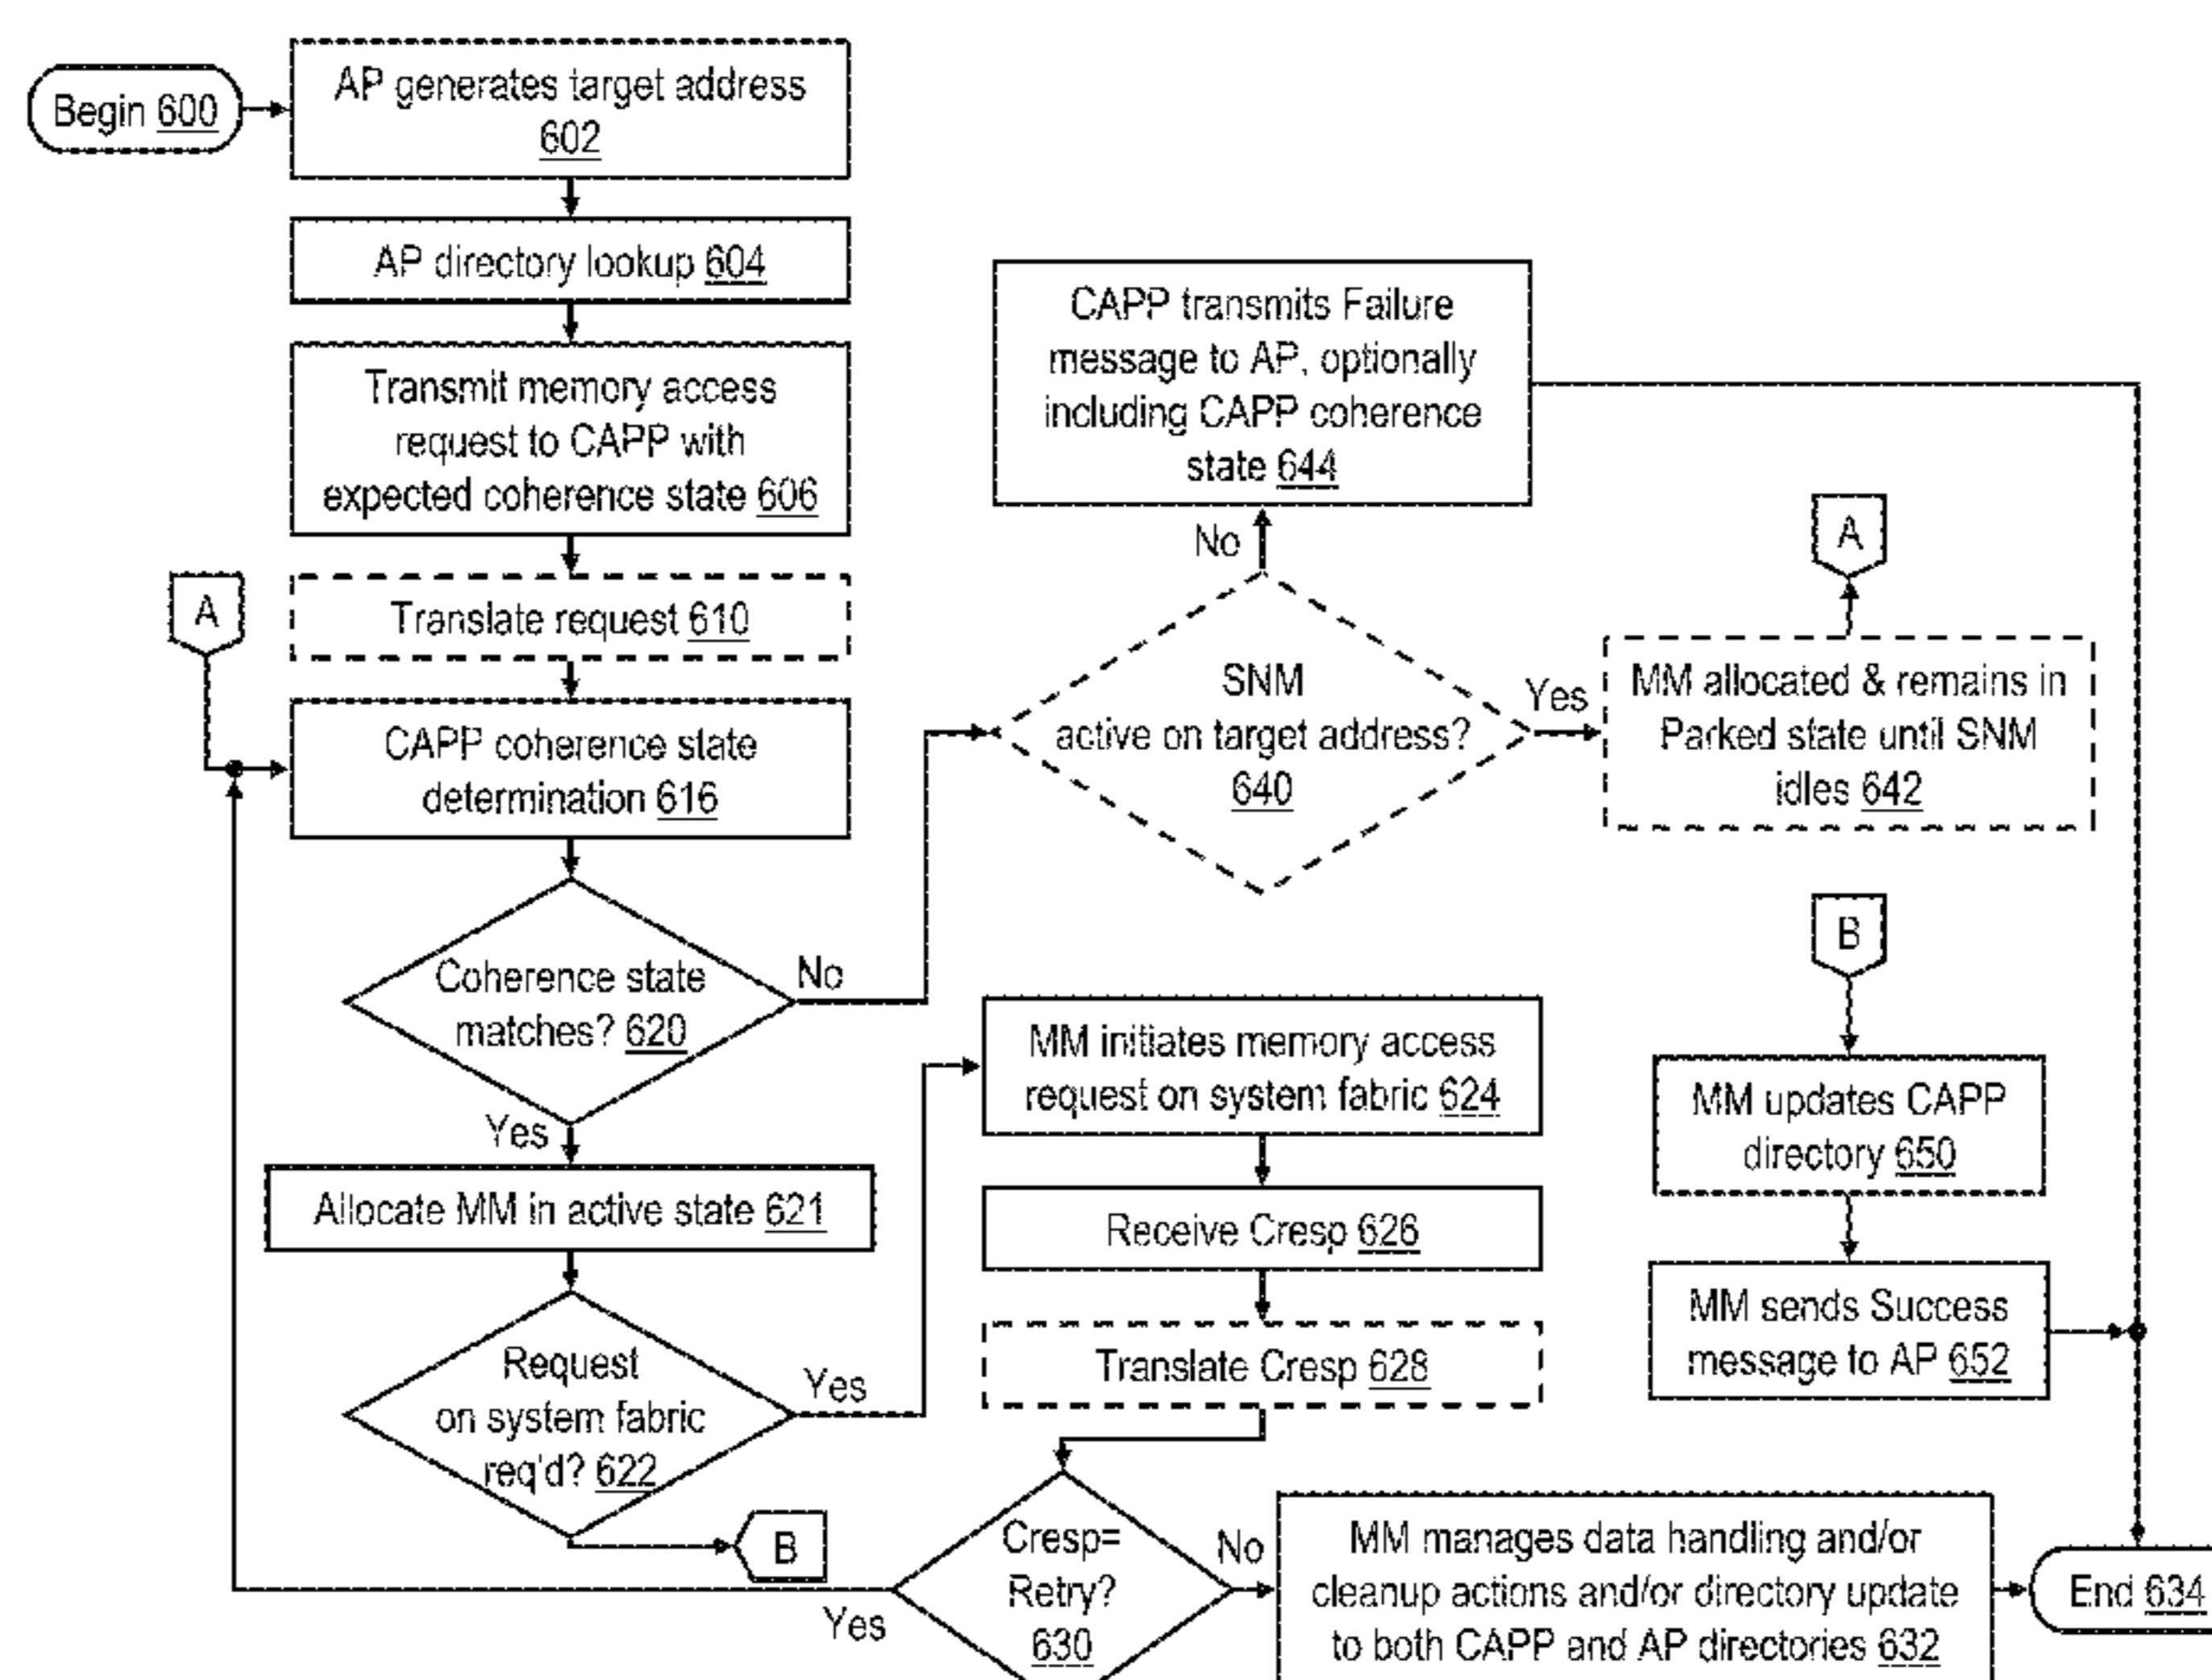 Begin 600
AP generates target address
602
AP directory lookup 604
Transmit memory access
request to CAPP with
expected coherence state 606
A
Translate request 610
CAPP coherence state
determination 616
Coherence state
matches? 620
No
Yes
Allocate MM in active state 621
Request
on system fabric
req'd? 622
Yes
B
CAPP transmits Failure
message to AP, optionally
including CAPP coherence
state 644
No
SNM
active on target address?
640
Yes
A
MM allocated & remains in
Parked state until SNM
idles 642
MM initiates memory access
request on system fabric 624
Receive Cresp 626
Translate Cresp 628
Cresp=
Retry?
630
Yes
No
MM manages data handling and/or
cleanup actions and/or directory update
to both CAPP and AP directories 632
B
MM updates CAPP
directory 650
MM sends Success
message to AP 652
End 634